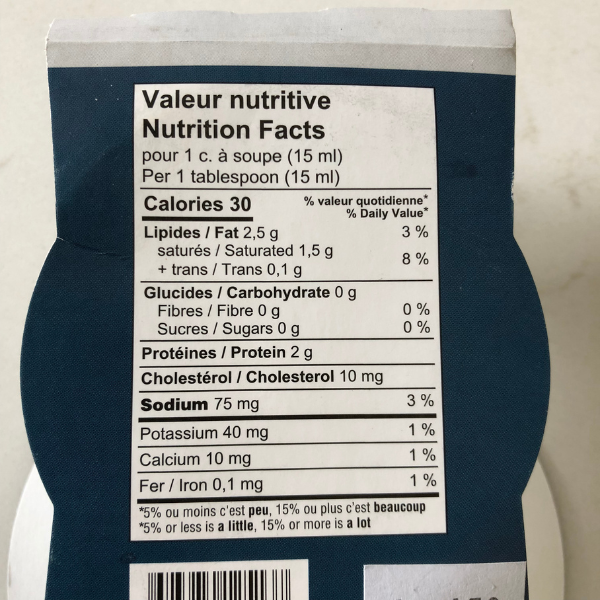 Valeur nutritive
Nutrition Facts
pour 1 c. à soupe (15 ml)
Per 1 tablespoon (15 ml)
Calories 30
% valeur quotidienne*
% Daily Value*
Lipides / Fat 2,5 g 3 %
saturés / Saturated 1,5 g
+ trans / Trans 0,1 g 8 %
Glucides / Carbohydrate 0 g
Fibres / Fibre 0 g 0 %
Sucres / Sugars 0 g 0 %
Protéines / Protein 2 g
Cholestérol / Cholesterol 10 mg
Sodium 75 mg 3 %
Potassium 40 mg 1 %
Calcium 10 mg 1 %
Fer / Iron 0,1 mg 1 %
*5% ou moins c'est peu, 15% ou plus c'est beaucoup
*5% or less is a little, 15% or more is a lot